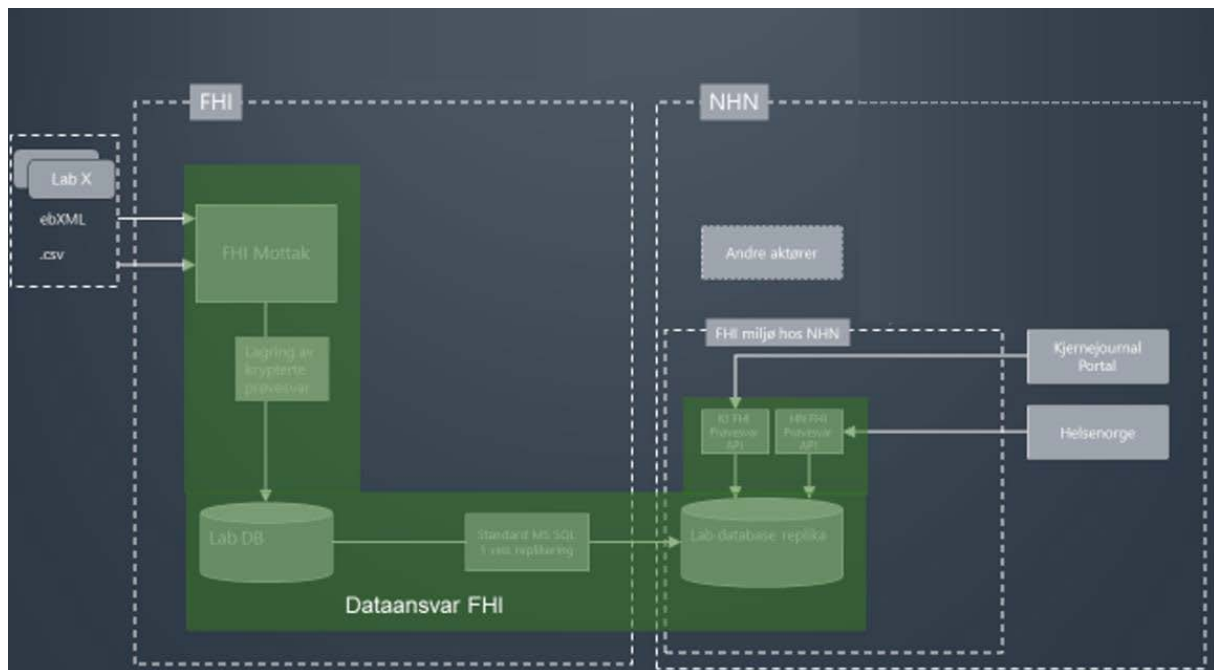 FHI
NHN
Lab X
ebXML
.csv
FHI Mottak
Lagring av
krypterte
prøvesvar
Lab DB
Standard MS SQL
1 veis replikering
Dataansvar FHI
Andre aktører
FHI miljø hos NHN
KJ FHI
Prøvesvar
API
HN FHI
Prøvesvar
API
Lab database replika
Kjernejournal
Portal
Helsenorge